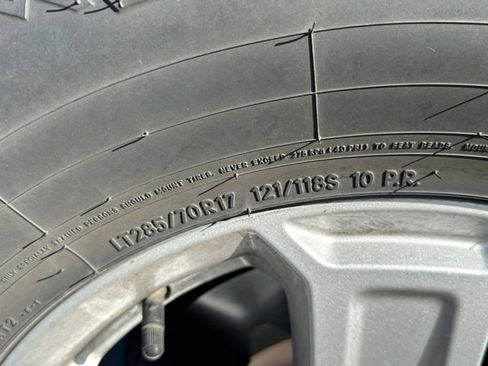 ONLY SPECIALLY TRAINED PERSONS SHOULD MOUNT TIRES. NEVER EXCEED 275 KPA (40 PSI) TO SEAT BEADS. MOUN
LT285/70R17 121/118S 10 P.R.